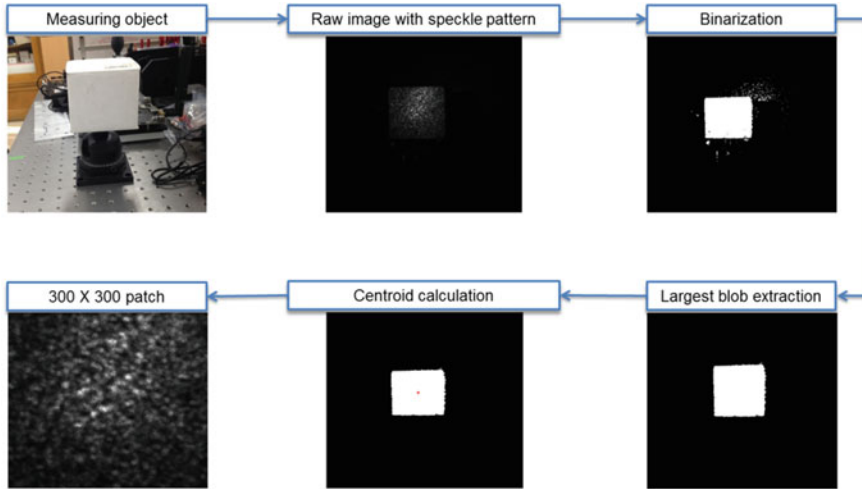 Measuring object
Raw image with speckle pattern
Binarization
300 X 300 patch
Centroid calculation
Largest blob extraction